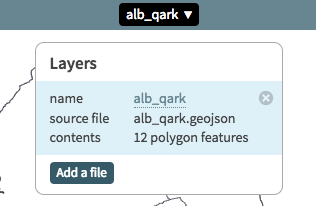 alb_qark ▼
Layers
name alb_qark
source file alb_qark.geojson
contents 12 polygon features
Add a file